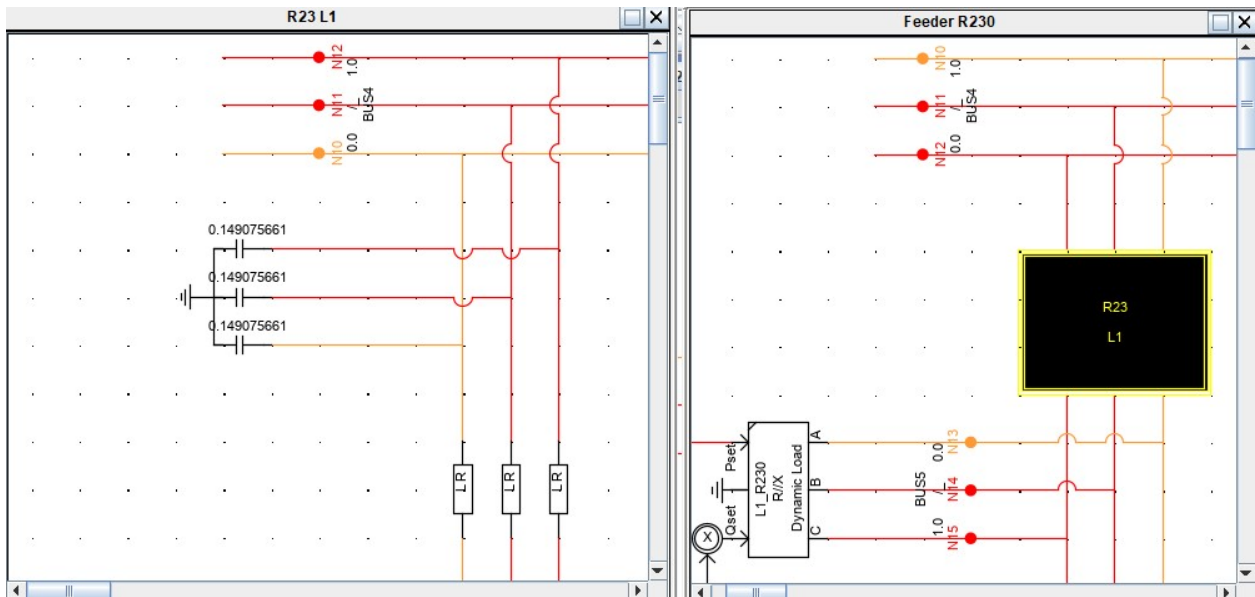 R23 L1
N12
1.0
N11
/
BUS4
N10
0.0
0.149075661
0.149075661
0.149075661
LR
LR
LR
Feeder R230
N10
1.0
N11
/
BUS4
N12
0.0
R23
L1
Pset
Qset
L1_R230
R//X
Dynamic Load
A
B
C
X
N13
0.0
BUS5
/
N14
1.0
N15